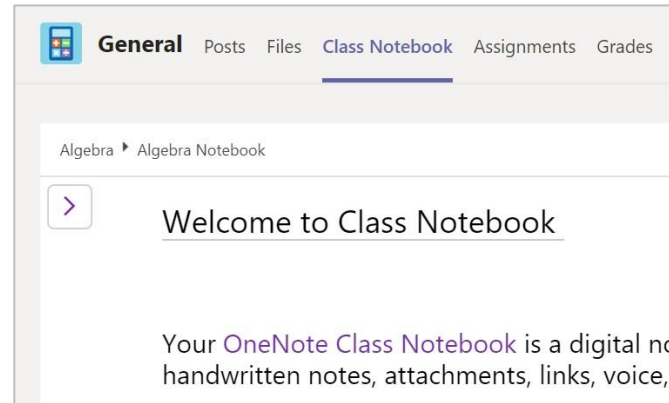 General Posts Files Class Notebook Assignments Grades
Algebra Algebra Notebook
Welcome to Class Notebook
Your OneNote Class Notebook is a digital
handwritten notes, attachments, links, voice,